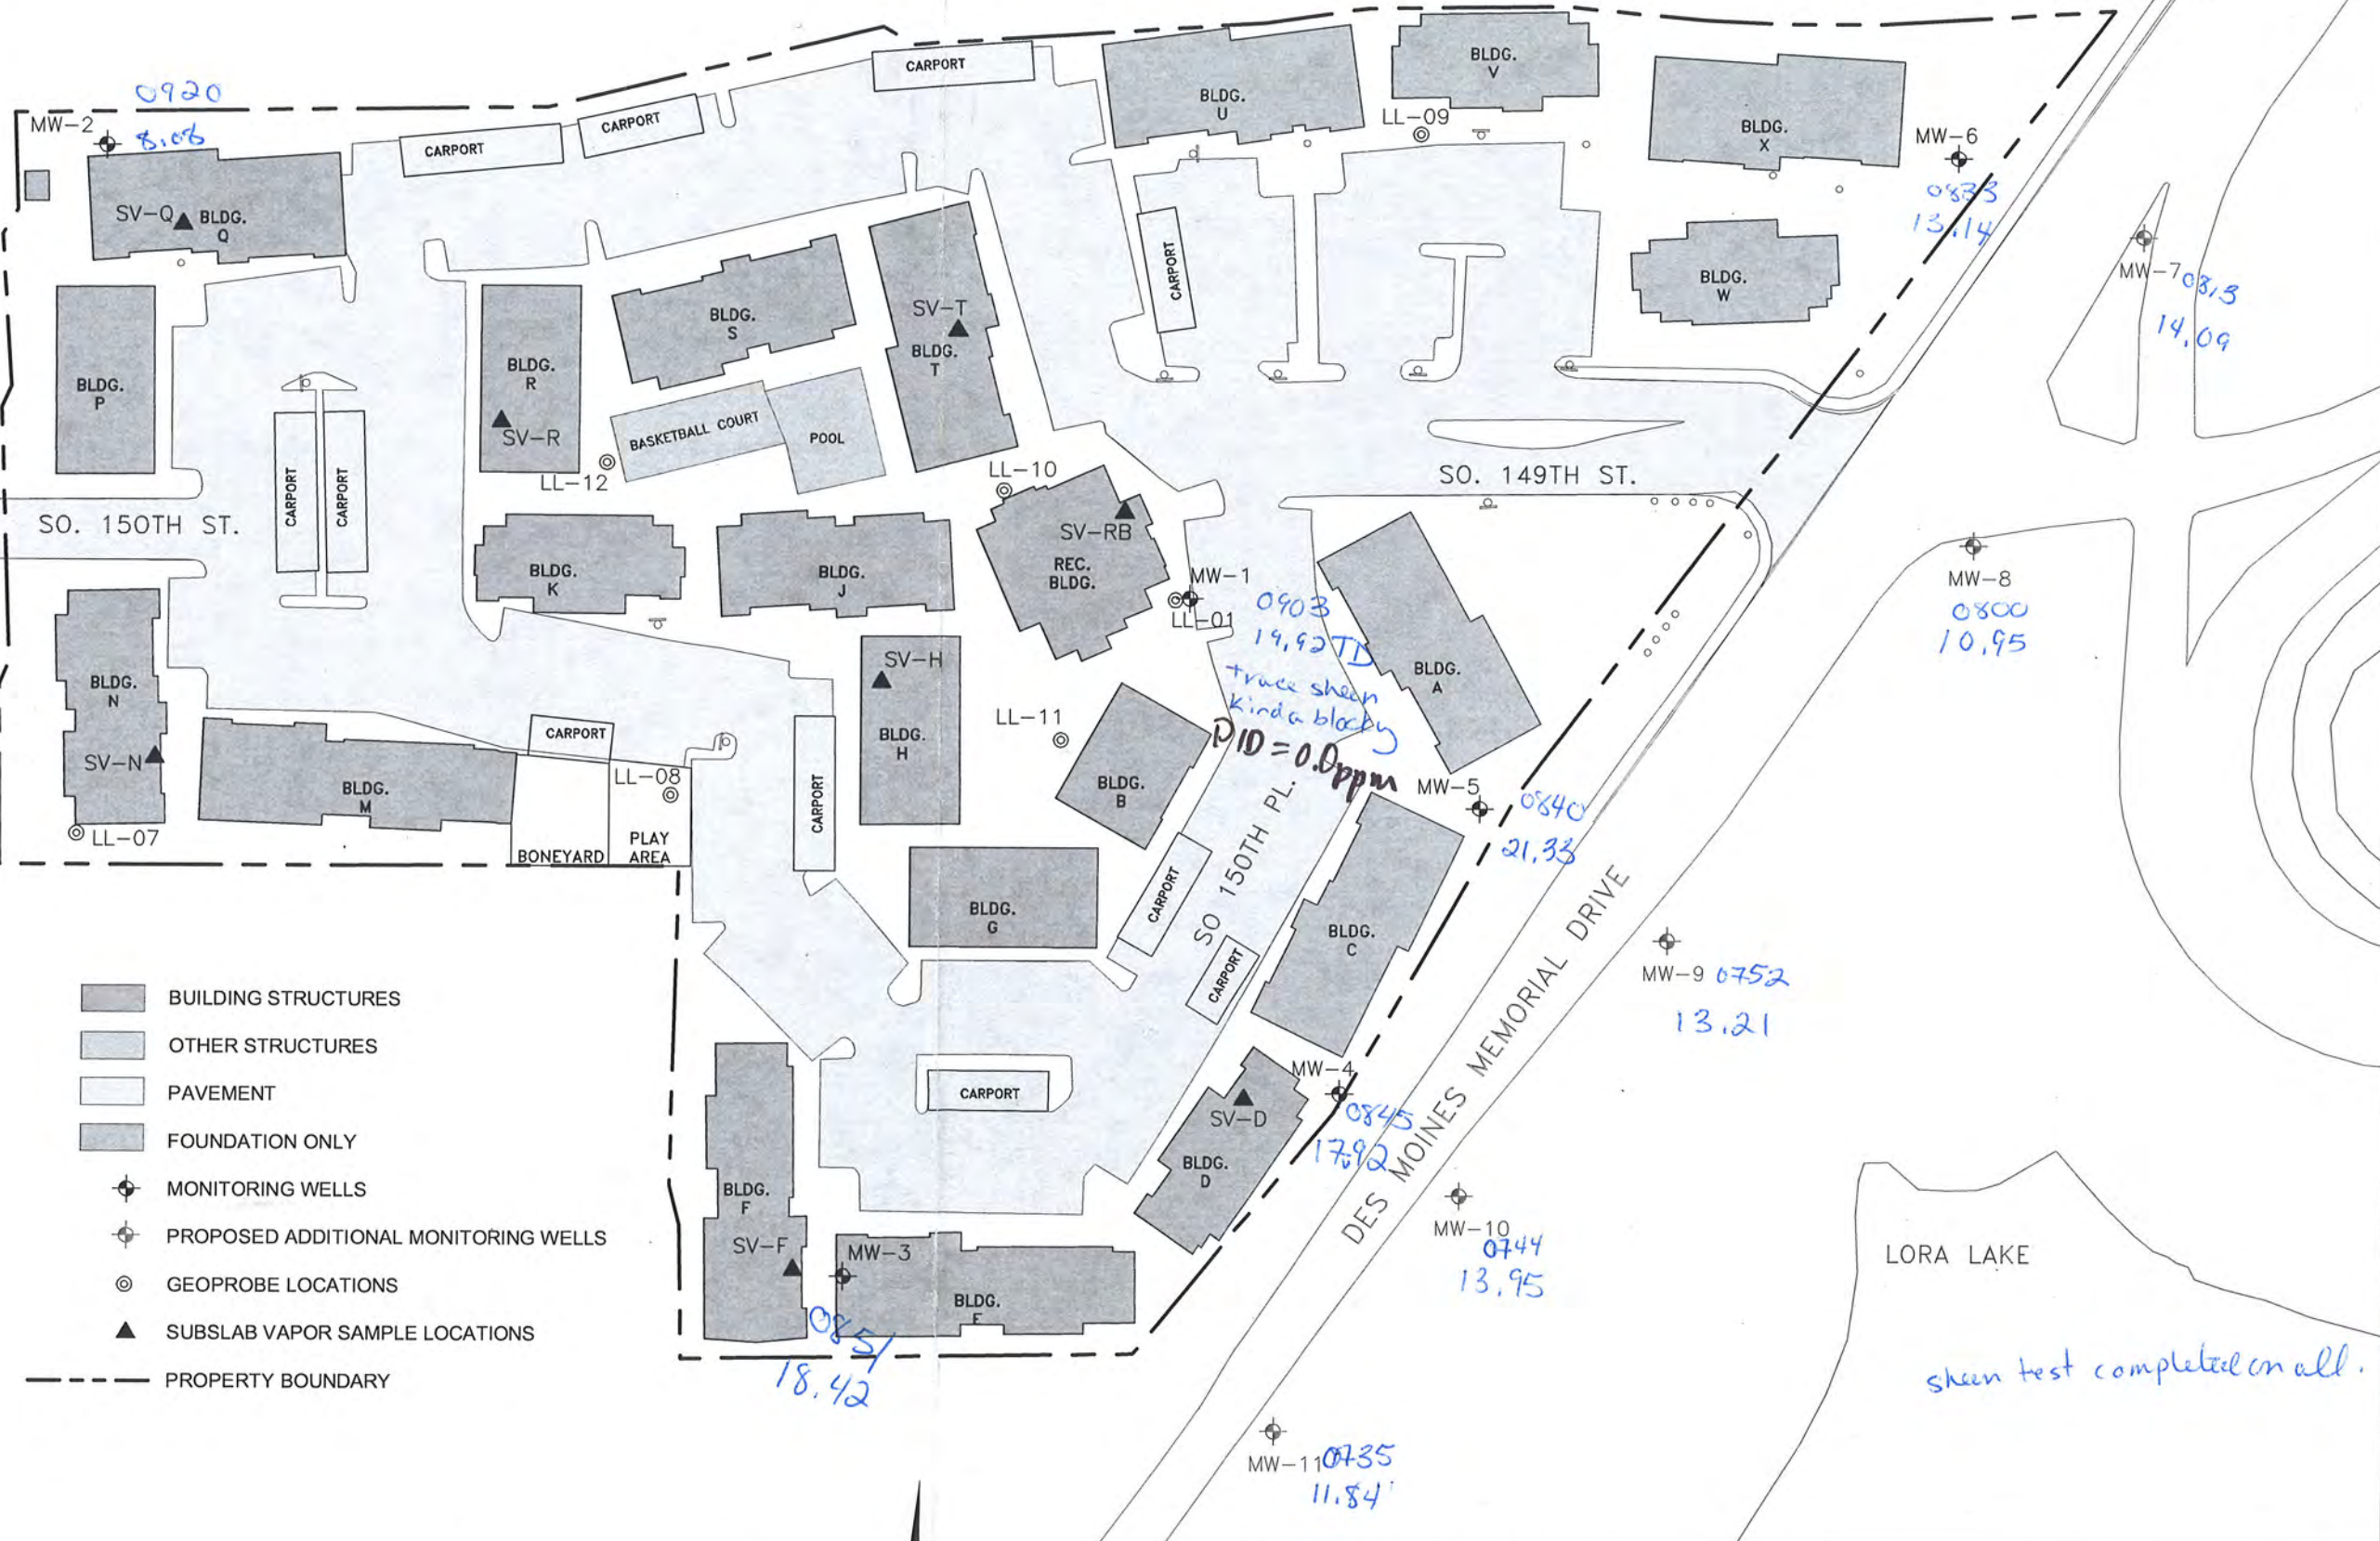 0920
MW-2
8.08
CARPORT
CARPORT
CARPORT
BLDG.
U
BLDG.
V
LL-09
BLDG.
X
MW-6
0833
13.14
MW-7
0813
14.09
SV-Q
BLDG.
Q
BLDG.
P
CARPORT
CARPORT
BLDG.
R
SV-R
BLDG.
S
SV-T
BLDG.
T
CARPORT
BLDG.
W
BASKETBALL COURT
POOL
LL-12
LL-10
SO. 149TH ST.
SO. 150TH ST.
SV-RB
REC.
BLDG.
BLDG.
K
BLDG.
J
MW-1
LL-01
0903
19.92 TD
trace sheen
kinda blocky
PID = 0.0ppm
BLDG.
A
MW-8
0800
10.95
BLDG.
N
SV-N
LL-07
BLDG.
M
CARPORT
BONEYARD
LL-08
PLAY
AREA
CARPORT
SV-H
BLDG.
H
LL-11
BLDG.
B
MW-5
0840
21.33
BLDG.
G
CARPORT
SO 150TH PL.
CARPORT
BLDG.
C
DES MOINES MEMORIAL DRIVE
MW-9 0752
13.21
BUILDING STRUCTURES
OTHER STRUCTURES
PAVEMENT
FOUNDATION ONLY
MONITORING WELLS
PROPOSED ADDITIONAL MONITORING WELLS
GEOPROBE LOCATIONS
SUBSLAB VAPOR SAMPLE LOCATIONS
PROPERTY BOUNDARY
CARPORT
MW-4
0845
17.92
SV-D
BLDG.
D
BLDG.
F
SV-F
MW-3
BLDG.
E
0851
18.42
MW-10
0744
13.95
LORA LAKE
sheen test completed on all.
MW-11 0735
11.84